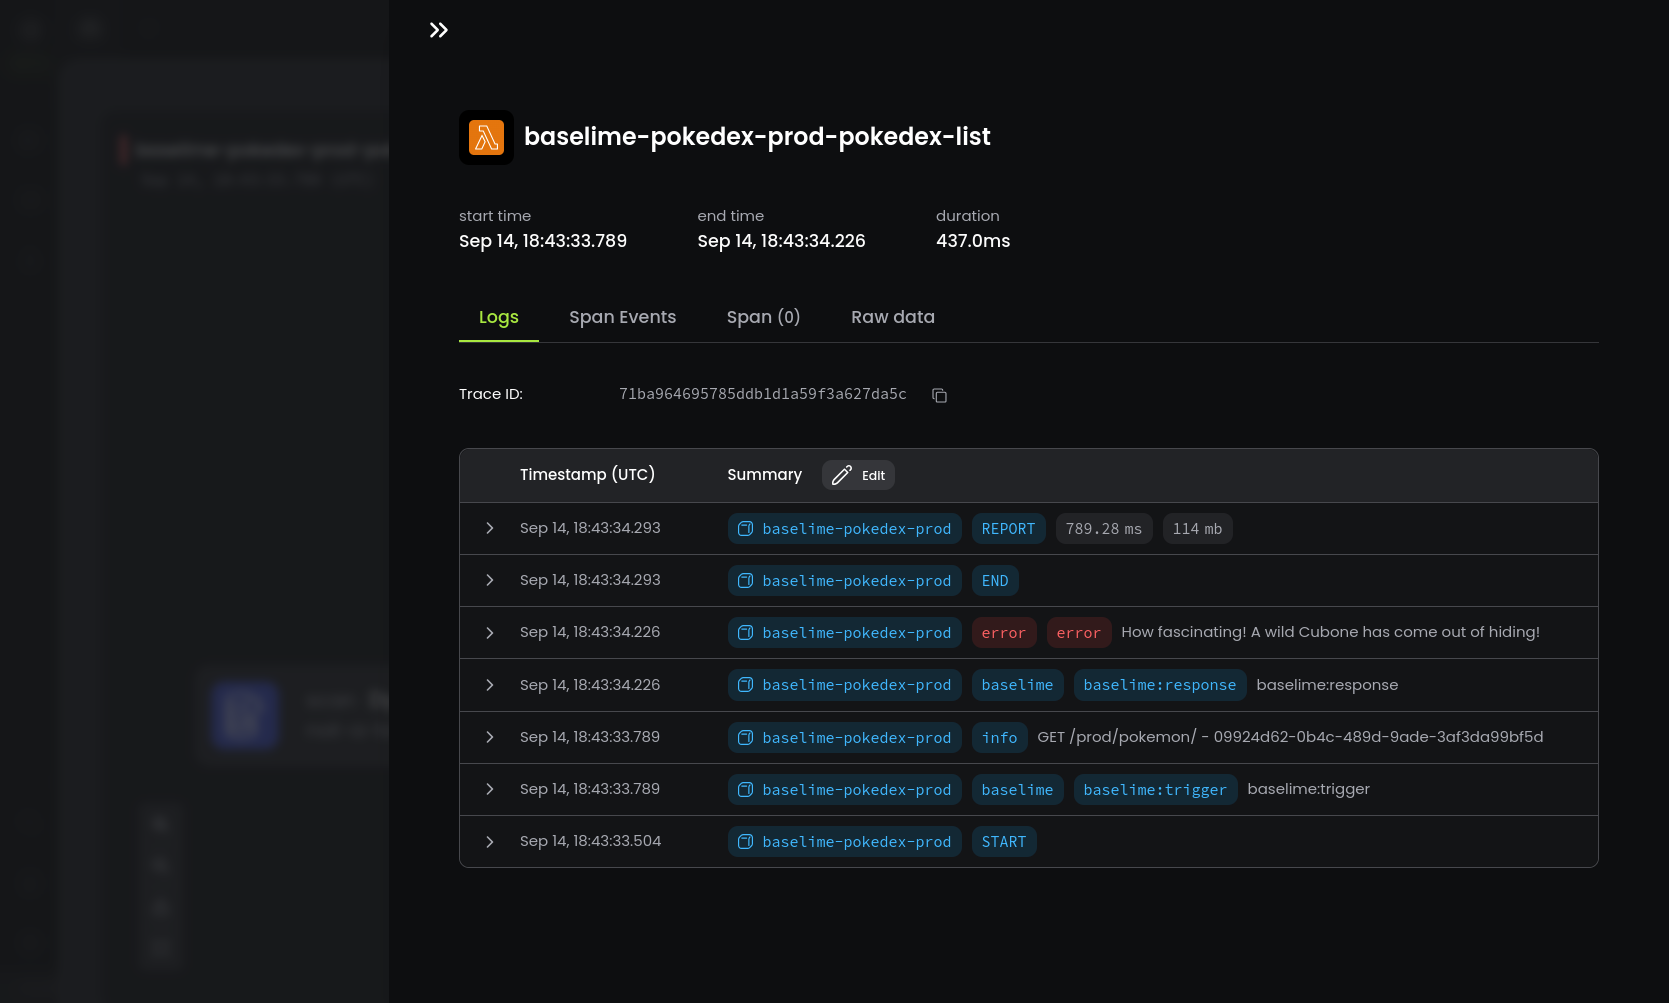 baselime-pokedex-prod-pokedex-list
start time end time duration
Sep 14, 18:43:33.789 Sep 14, 18:43:34.226 437.0ms
Logs Span Events Span (0) Raw data
Trace ID: 71ba964695785ddb1d1a59f3a627da5c
Timestamp (UTC) Summary Edit
Sep 14, 18:43:34.293 baselime-pokedex-prod REPORT 789.28 ms 114 mb
Sep 14, 18:43:34.293 baselime-pokedex-prod END
Sep 14, 18:43:34.226 baselime-pokedex-prod error error How fascinating! A wild Cubone has come out of hiding!
Sep 14, 18:43:34.226 baselime-pokedex-prod baselime baselime:response baselime:response
Sep 14, 18:43:33.789 baselime-pokedex-prod info GET /prod/pokemon/ - 09924d62-0b4c-489d-9ade-3af3da99bf5d
Sep 14, 18:43:33.789 baselime-pokedex-prod baselime baselime:trigger baselime:trigger
Sep 14, 18:43:33.504 baselime-pokedex-prod START